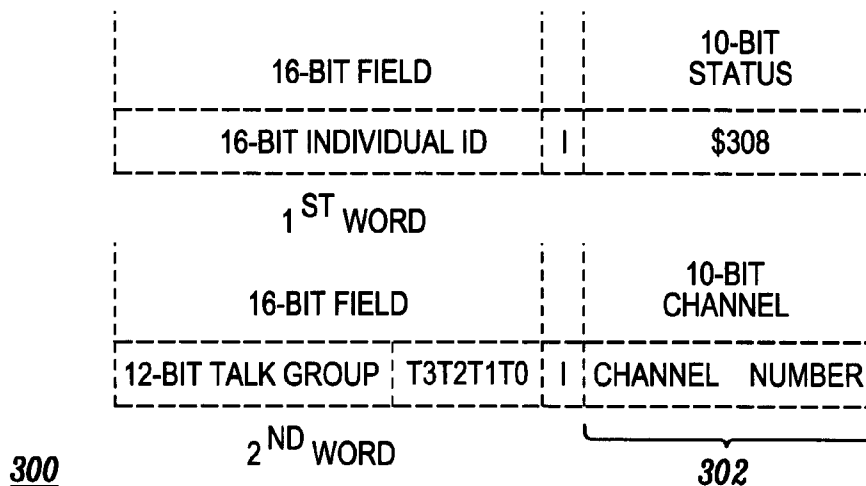 16-BIT FIELD
10-BIT
STATUS
16-BIT INDIVIDUAL ID
I
$308
1ST WORD
16-BIT FIELD
10-BIT
CHANNEL
12-BIT TALK GROUP
T3T2T1T0
I
CHANNEL NUMBER
2ND WORD
302
300